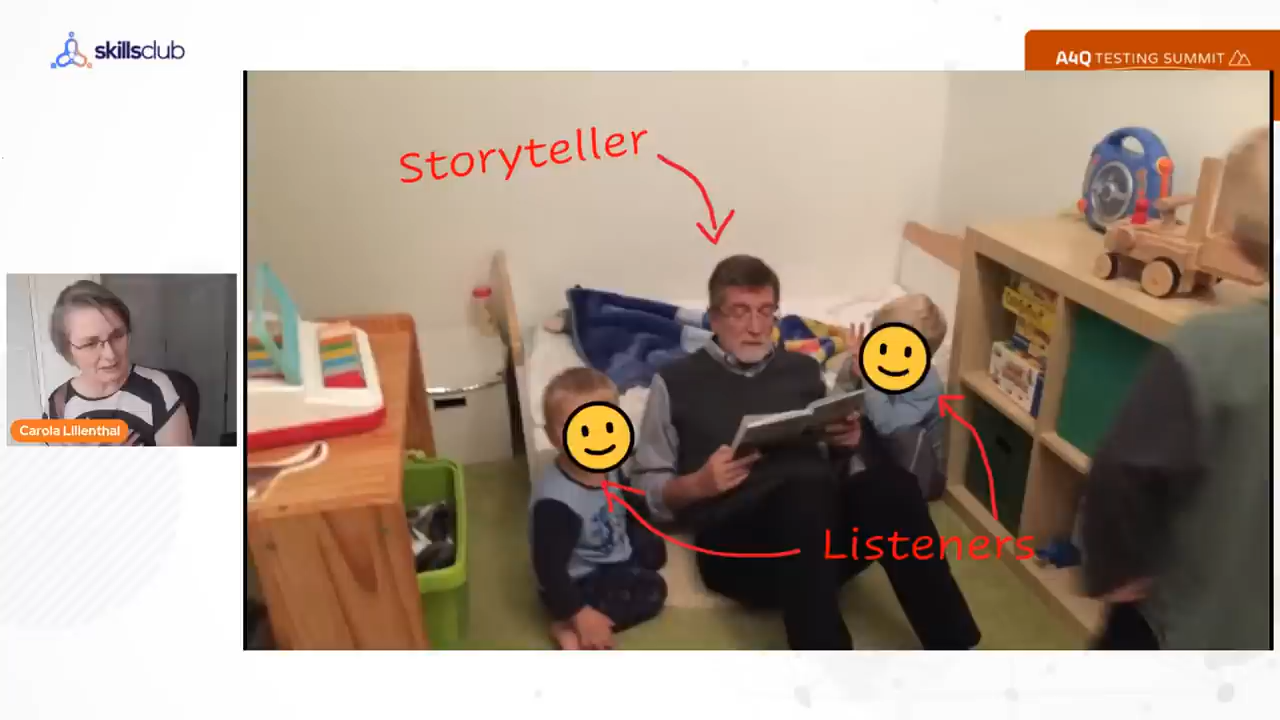 skillsclub
A4Q TESTING SUMMIT
Storyteller
Carola Lilienthal
Listeners